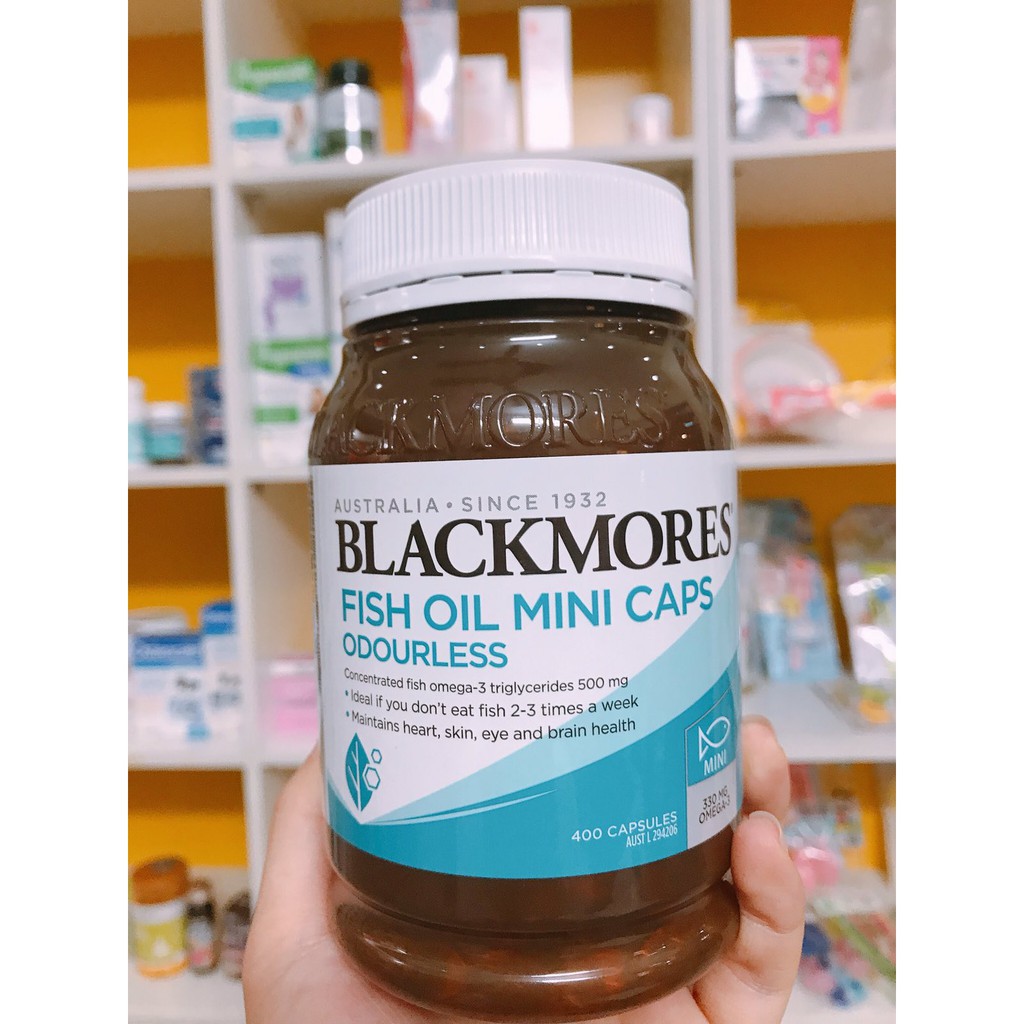 CKMORES
AUSTRALIA • SINCE 1932
BLACKMORES
FISH OIL MINI CAPS
ODOURLESS
Concentrated fish omega-3 triglycerides 500 mg
• Ideal if you don't eat fish 2-3 times a week
• Maintains heart, skin, eye and brain health
MINI
330 MG
OMEGA-3
400 CAPSULES
AUST L 294206